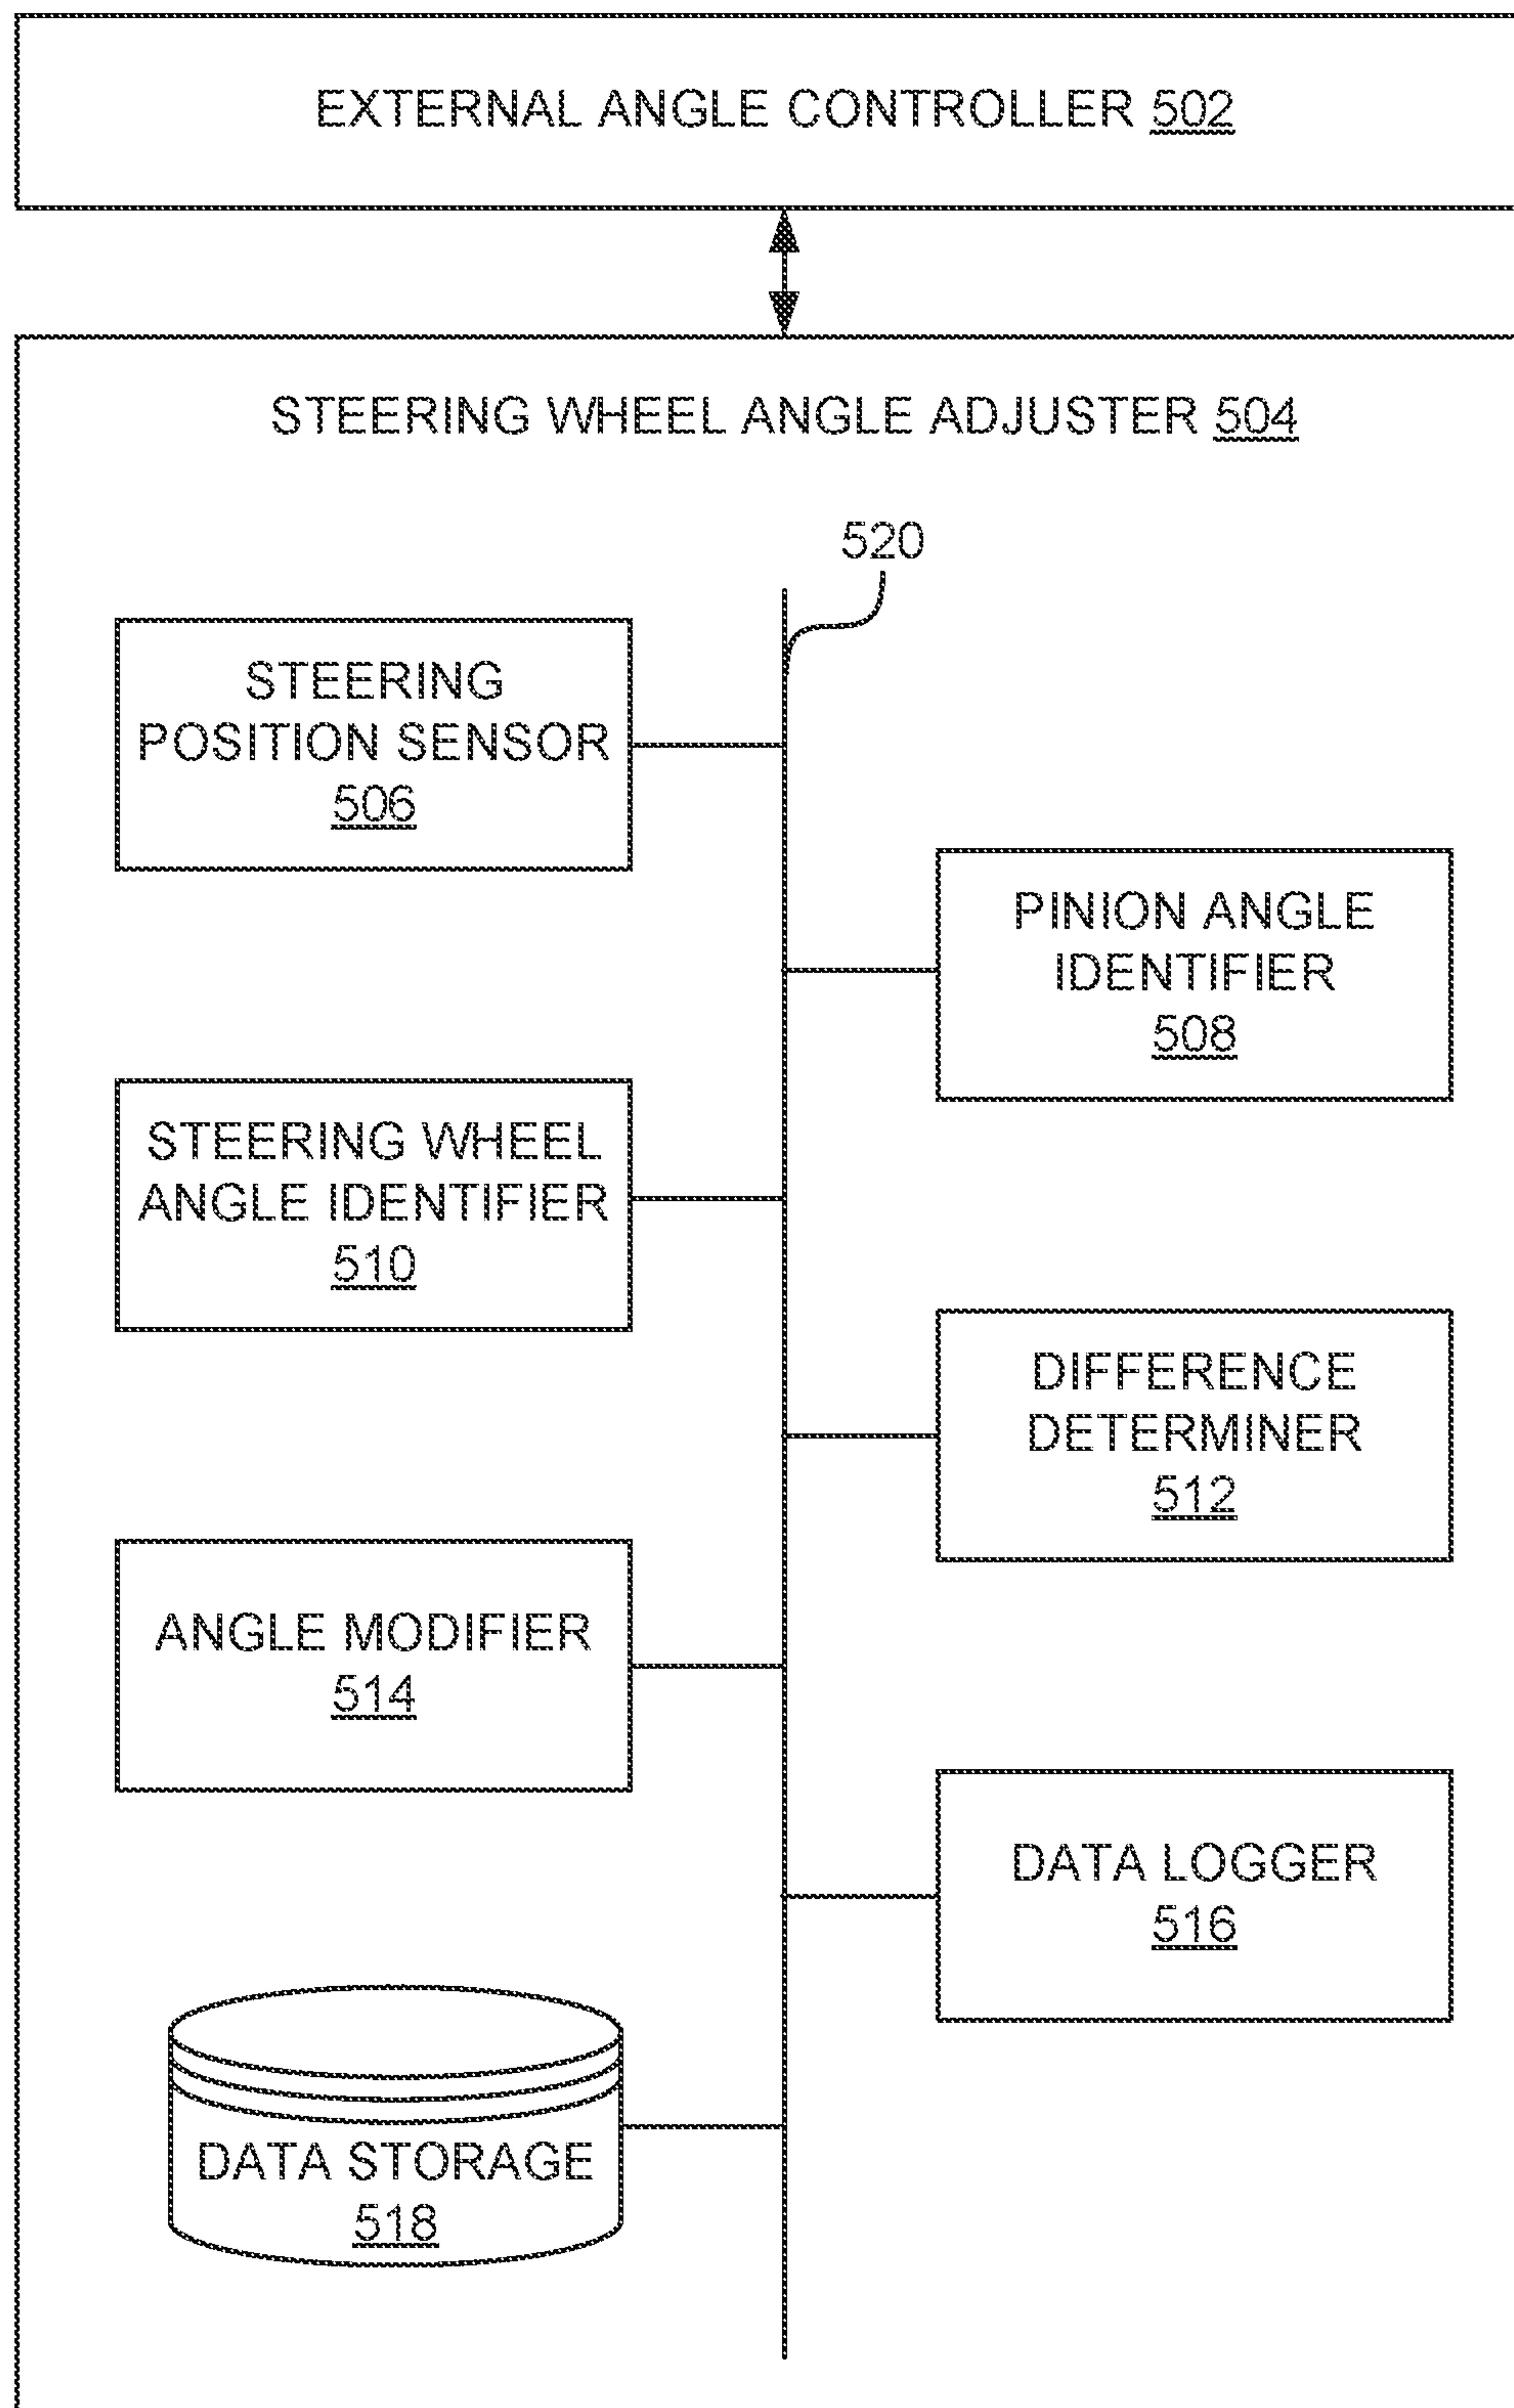 EXTERNAL ANGLE CONTROLLER 502
STEERING WHEEL ANGLE ADJUSTER 504
520
STEERING
POSITION SENSOR
506
PINION ANGLE
IDENTIFIER
508
STEERING WHEEL
ANGLE IDENTIFIER
510
DIFFERENCE
DETERMINER
512
ANGLE MODIFIER
514
DATA LOGGER
516
DATA STORAGE
518